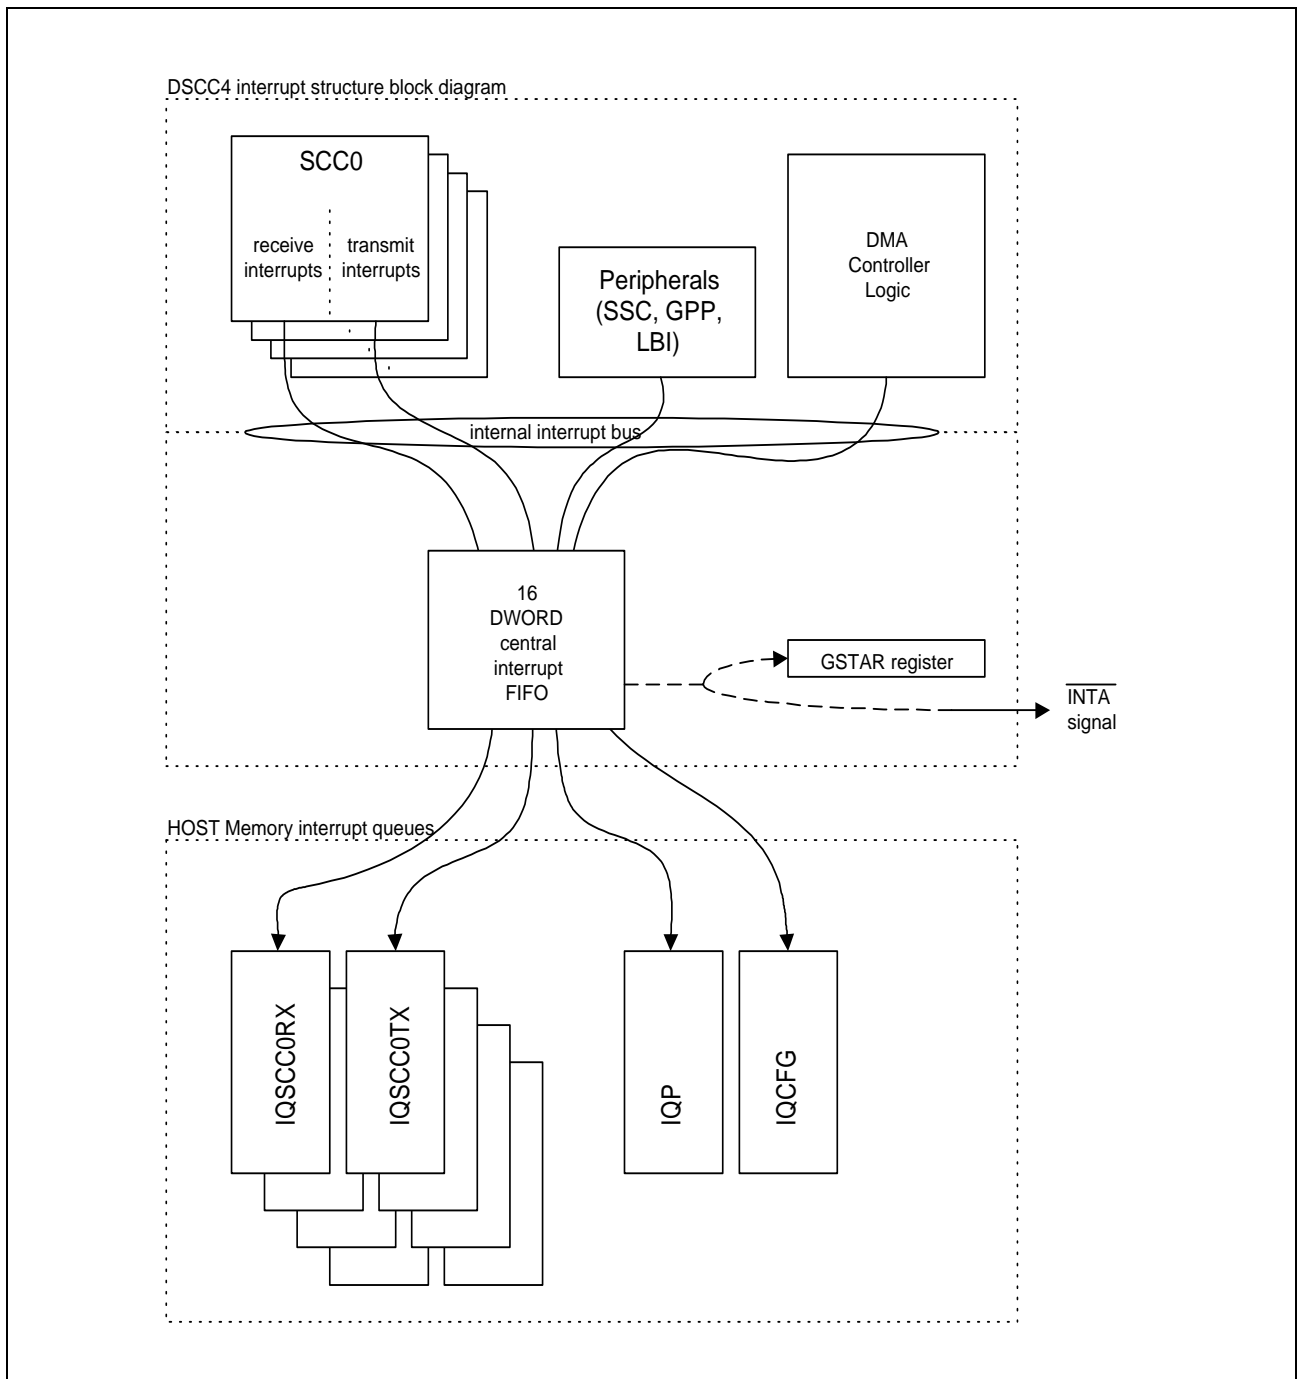 DSCC4 interrupt structure block diagram
SCC0
receive
interrupts
transmit
interrupts
Peripherals
(SSC, GPP,
LBI)
DMA
Controller
Logic
internal interrupt bus
16
DWORD
central
interrupt
FIFO
GSTAR register
INTA
signal
HOST Memory interrupt queues
IQSCC0RX
IQSCC0TX
IQP
IQCFG